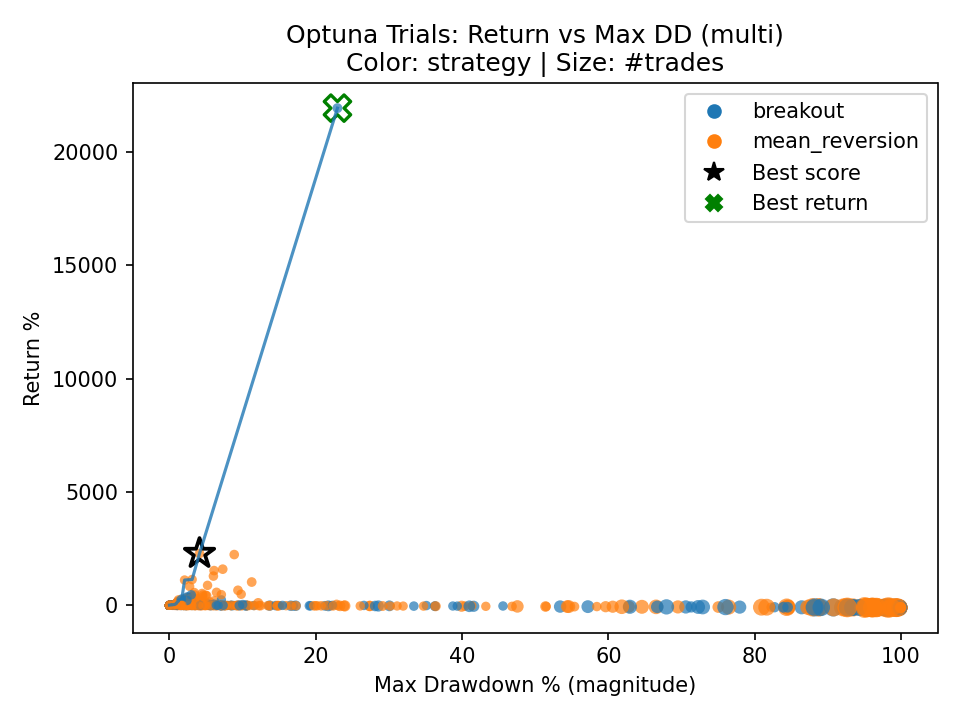 Optuna Trials: Return vs Max DD (multi)
Color: strategy | Size: #trades
breakout
mean_reversion
Best score
Best return
Return %
20000
15000
10000
5000
0
0 20 40 60 80 100
Max Drawdown % (magnitude)